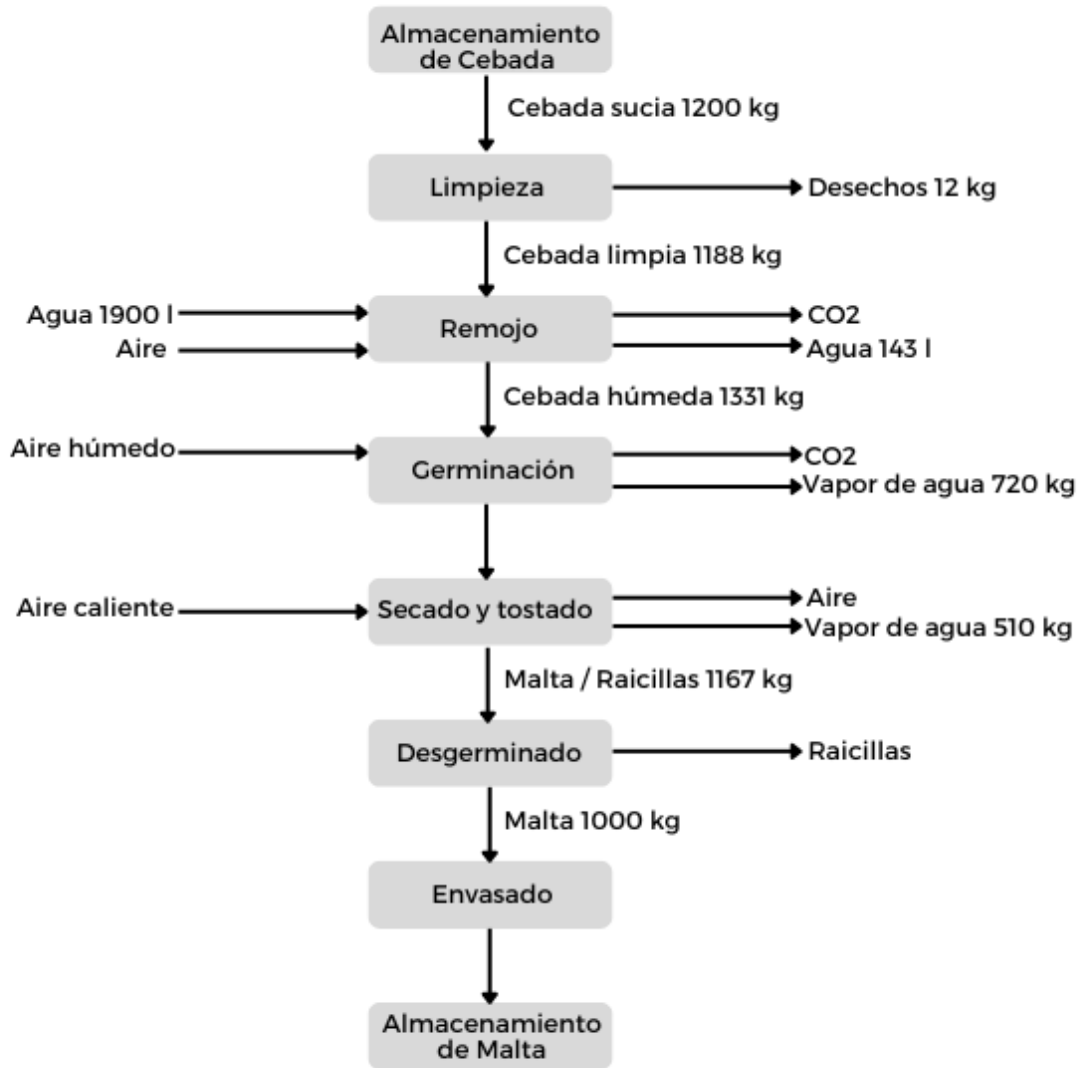 Almacenamiento
de Cebada
Cebada sucia 1200 kg
Limpieza
Desechos 12 kg
Cebada limpia 1188 kg
Agua 1900 l
Aire
Remojo
CO2
Agua 143 l
Cebada húmeda 1331 kg
Aire húmedo
Germinación
CO2
Vapor de agua 720 kg
Aire caliente
Secado y tostado
Aire
Vapor de agua 510 kg
Malta / Raicillas 1167 kg
Desgerminado
Raicillas
Malta 1000 kg
Envasado
Almacenamiento
de Malta